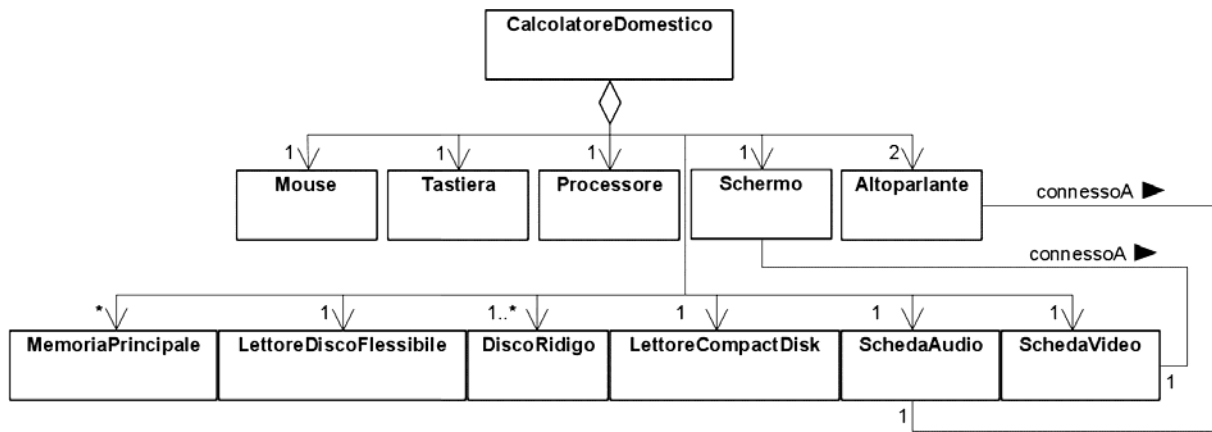 CalcolatoreDomestico
1 1 1 1 2
Mouse Tastiera Processore Schermo Altoparlante
connessoA ►
connessoA ►
* 1 1..* 1 1 1
MemoriaPrincipale LettoreDiscoFlessibile DiscoRidigo LettoreCompactDisk SchedaAudio SchedaVideo
1
1